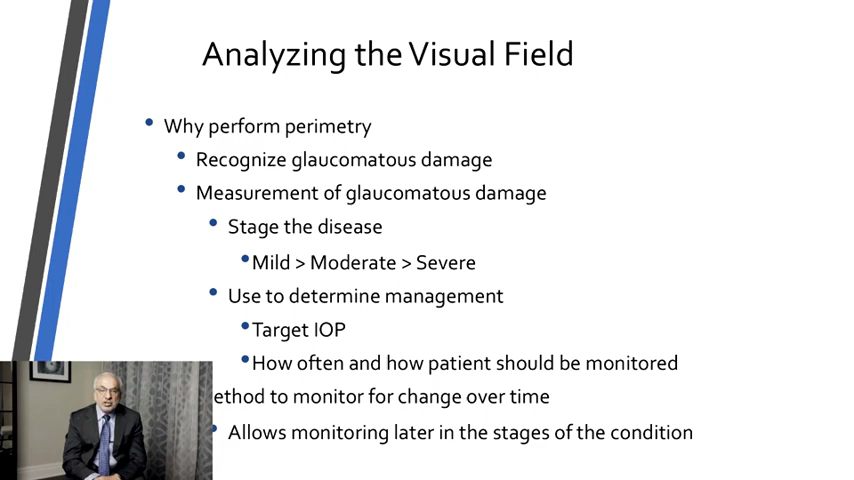 Analyzing the Visual Field
• Why perform perimetry
• Recognize glaucomatous damage
• Measurement of glaucomatous damage
• Stage the disease
• Mild > Moderate > Severe
• Use to determine management
• Target IOP
• How often and how patient should be monitored
ethod to monitor for change over time
• Allows monitoring later in the stages of the condition